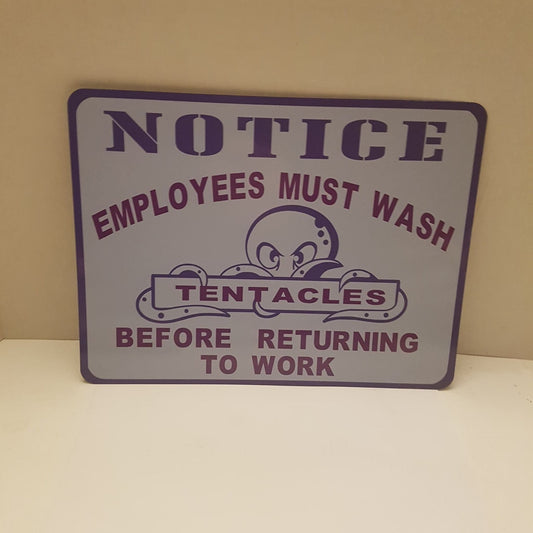 NOTICE
EMPLOYEES MUST WASH
TENTACLES
BEFORE RETURNING
TO WORK